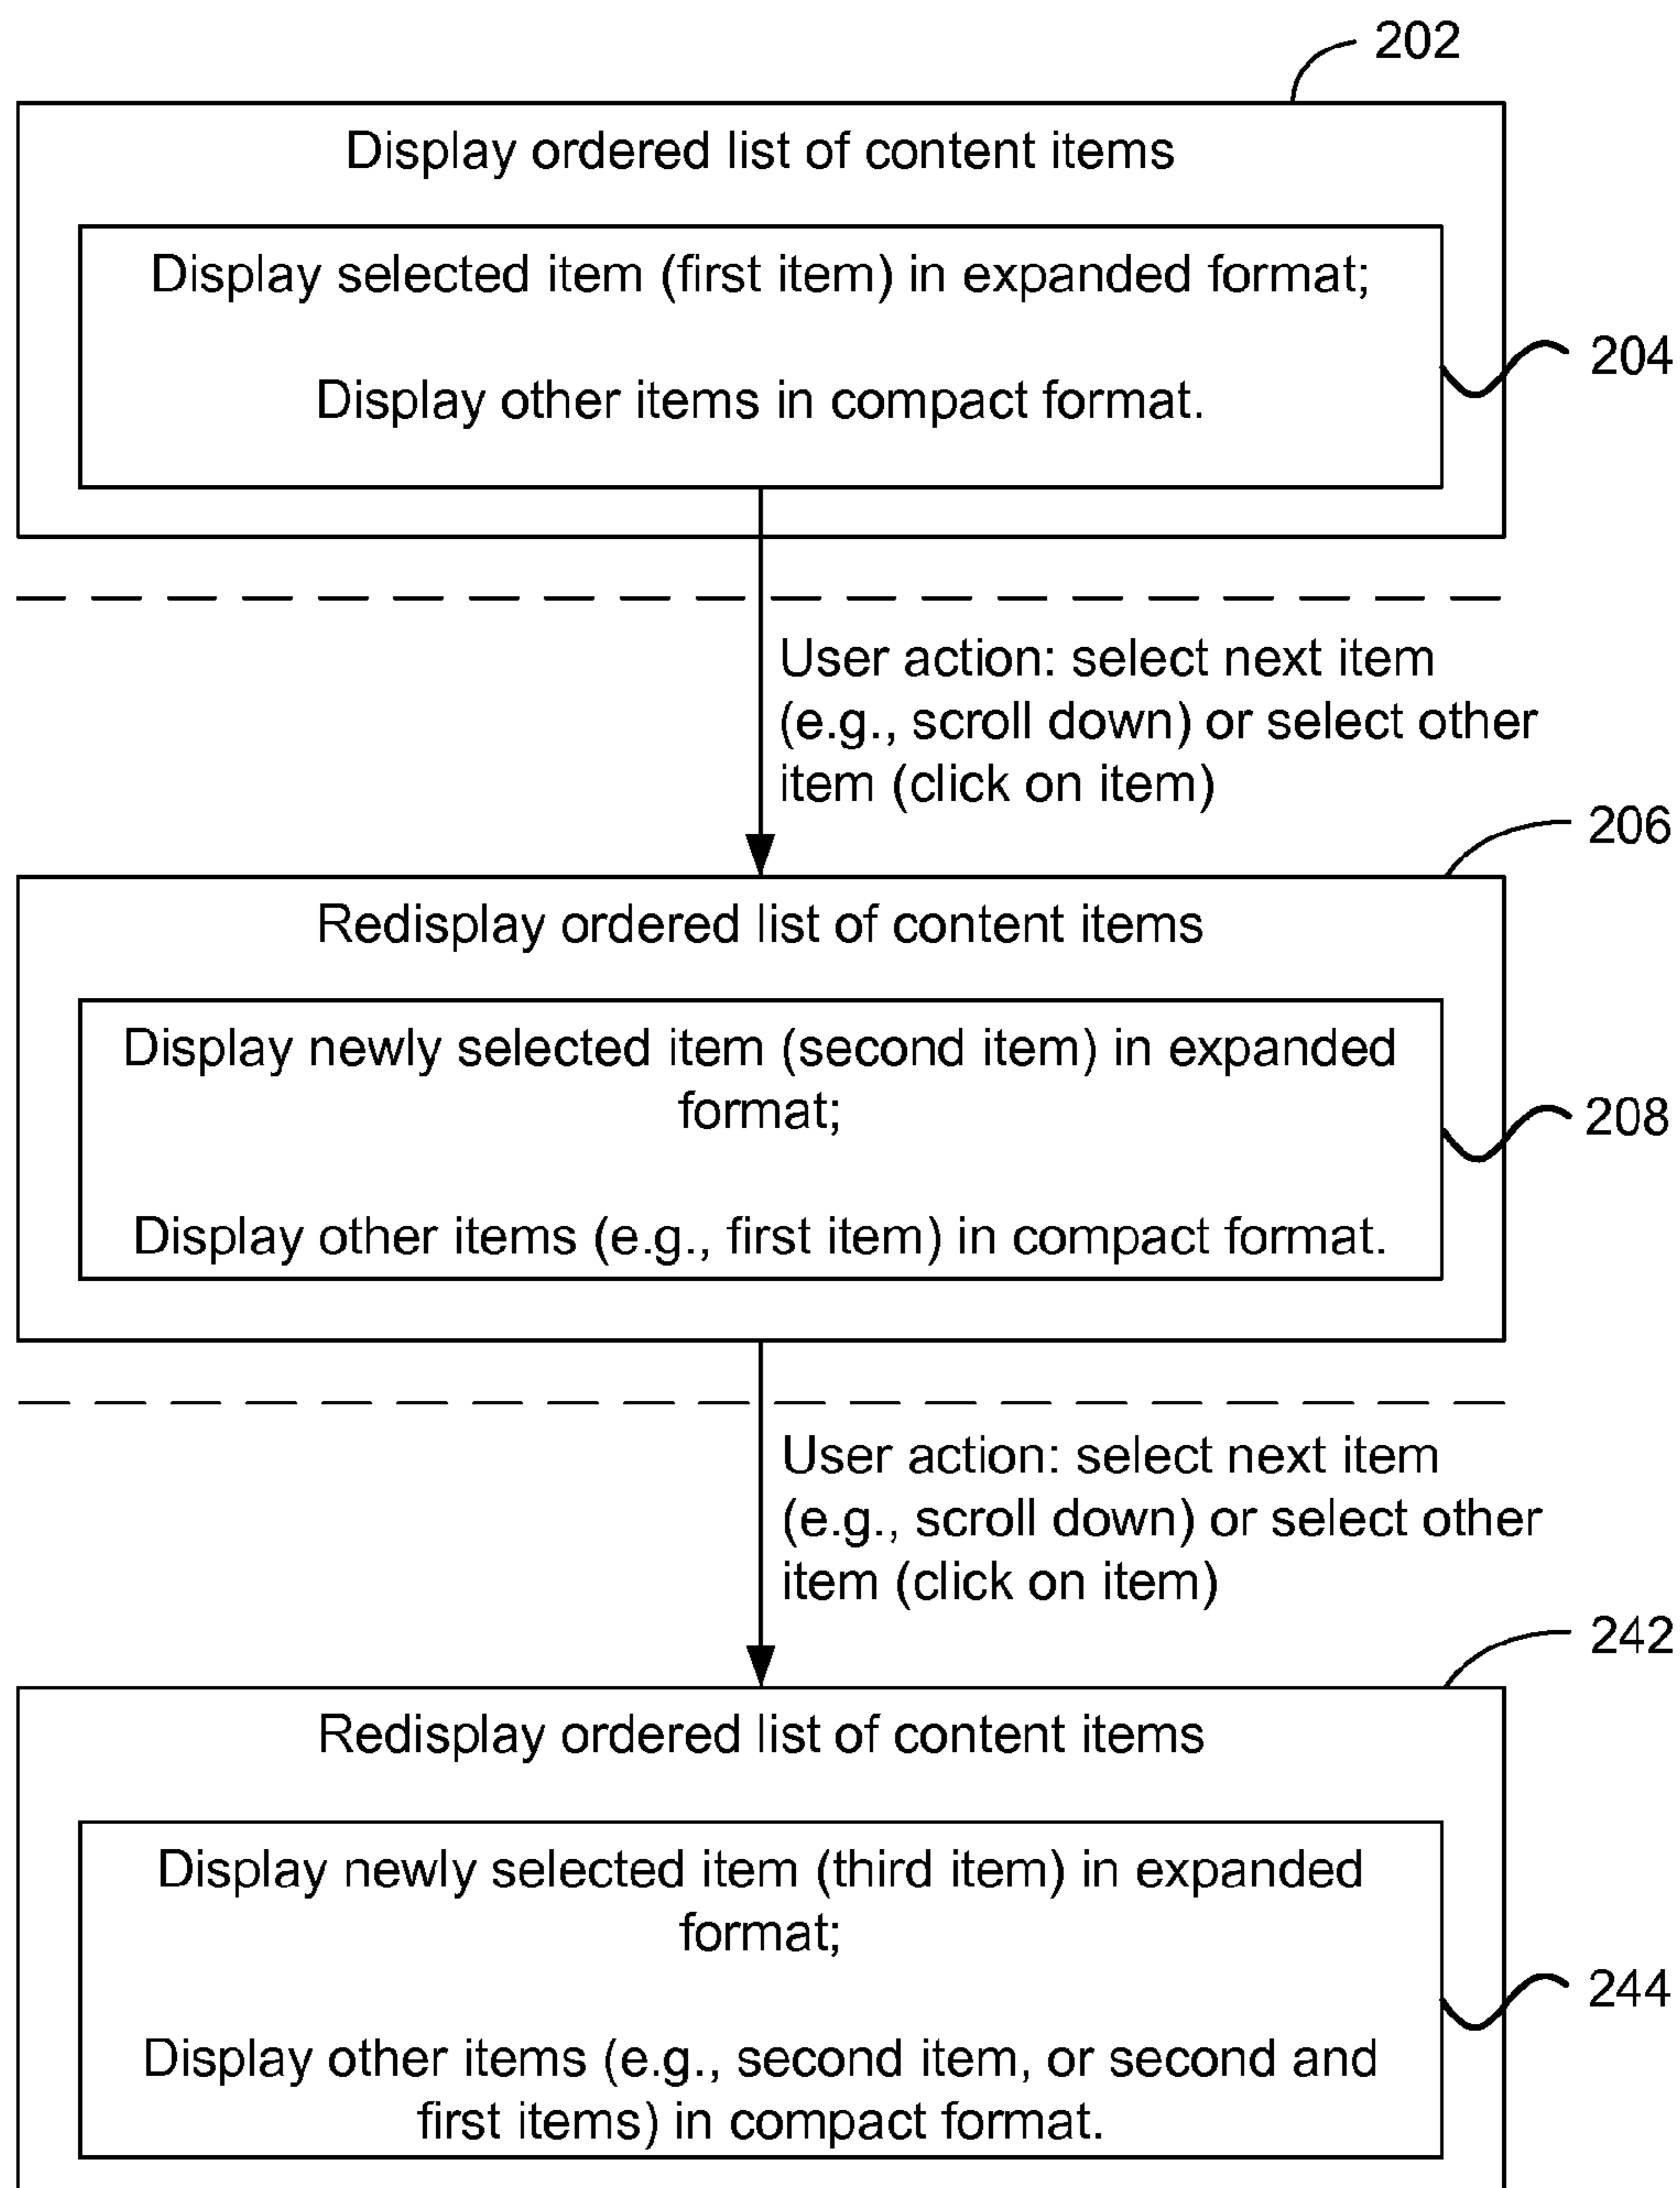 202
Display ordered list of content items
Display selected item (first item) in expanded format;
204
Display other items in compact format.
User action: select next item
(e.g., scroll down) or select other
item (click on item)
206
Redisplay ordered list of content items
Display newly selected item (second item) in expanded
format;
208
Display other items (e.g., first item) in compact format.
User action: select next item
(e.g., scroll down) or select other
item (click on item)
242
Redisplay ordered list of content items
Display newly selected item (third item) in expanded
format;
244
Display other items (e.g., second item, or second and
first items) in compact format.